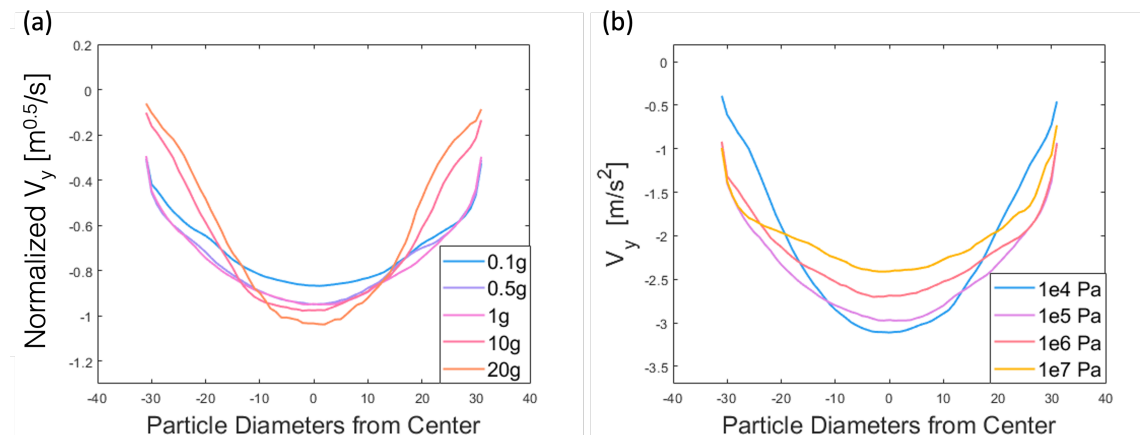 (a)
0.2
0
-0.2
-0.4
-0.6
-0.8
-1
-1.2
Normalized Vy [m^0.5/s]
-40 -30 -20 -10 0 10 20 30 40
Particle Diameters from Center
0.1g
0.5g
1g
10g
20g
(b)
0
-0.5
-1
-1.5
-2
-2.5
-3
-3.5
Vy [m/s²]
-40 -30 -20 -10 0 10 20 30 40
Particle Diameters from Center
1e4 Pa
1e5 Pa
1e6 Pa
1e7 Pa